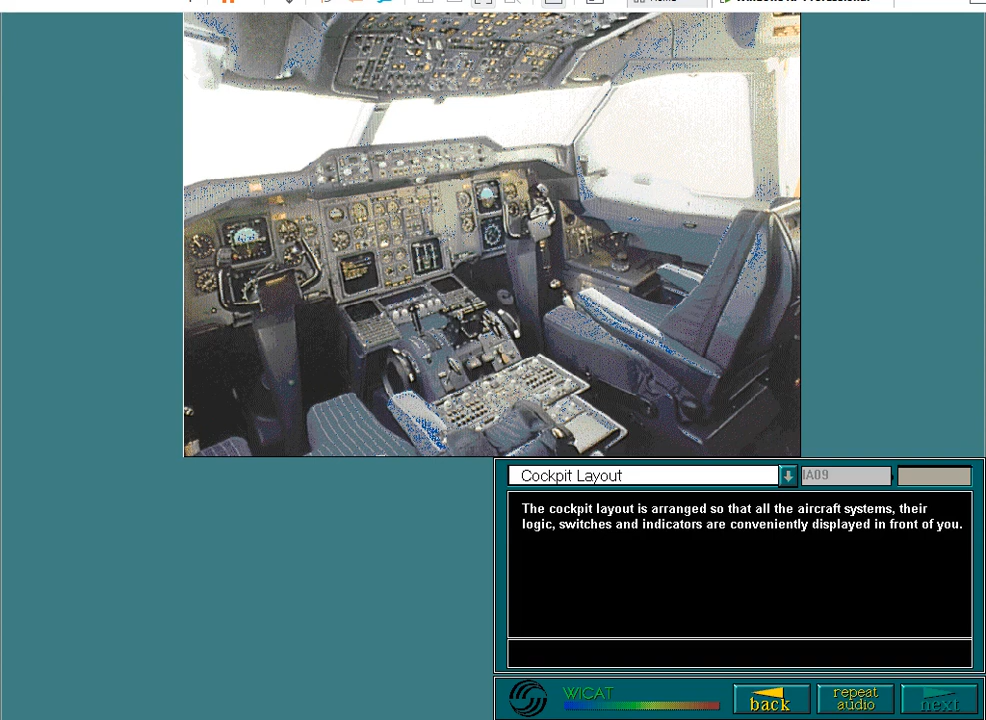 Cockpit Layout
IA09
The cockpit layout is arranged so that all the aircraft systems, their
logic, switches and indicators are conveniently displayed in front of you.
WICAT
back
repeat
audio
next